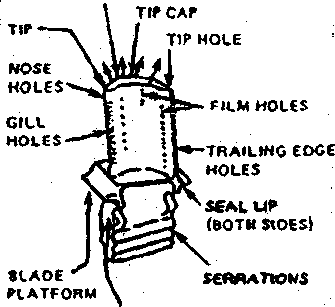 TIP CAP
TIP
TIP HOLE
NOSE
HOLES
FILM HOLES
GILL
HOLES
TRAILING EDGE
HOLES
SEAL LIP
(BOTH SIDES)
BLADE
PLATFORM
SERRATIONS